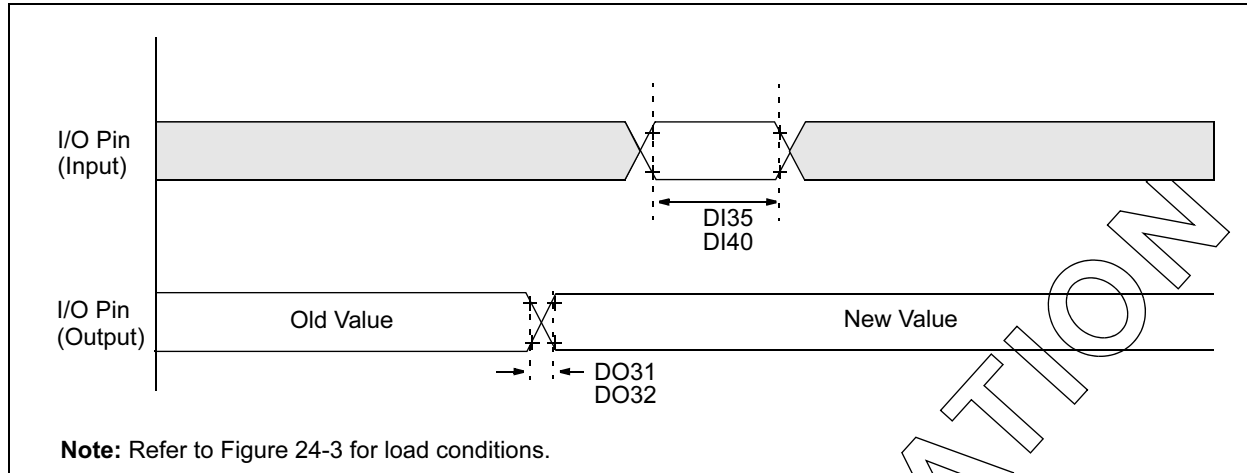 I/O Pin
(Input)
DI35
DI40
I/O Pin
(Output)
Old Value
New Value
DO31
DO32
Note: Refer to Figure 24-3 for load conditions.
ATION